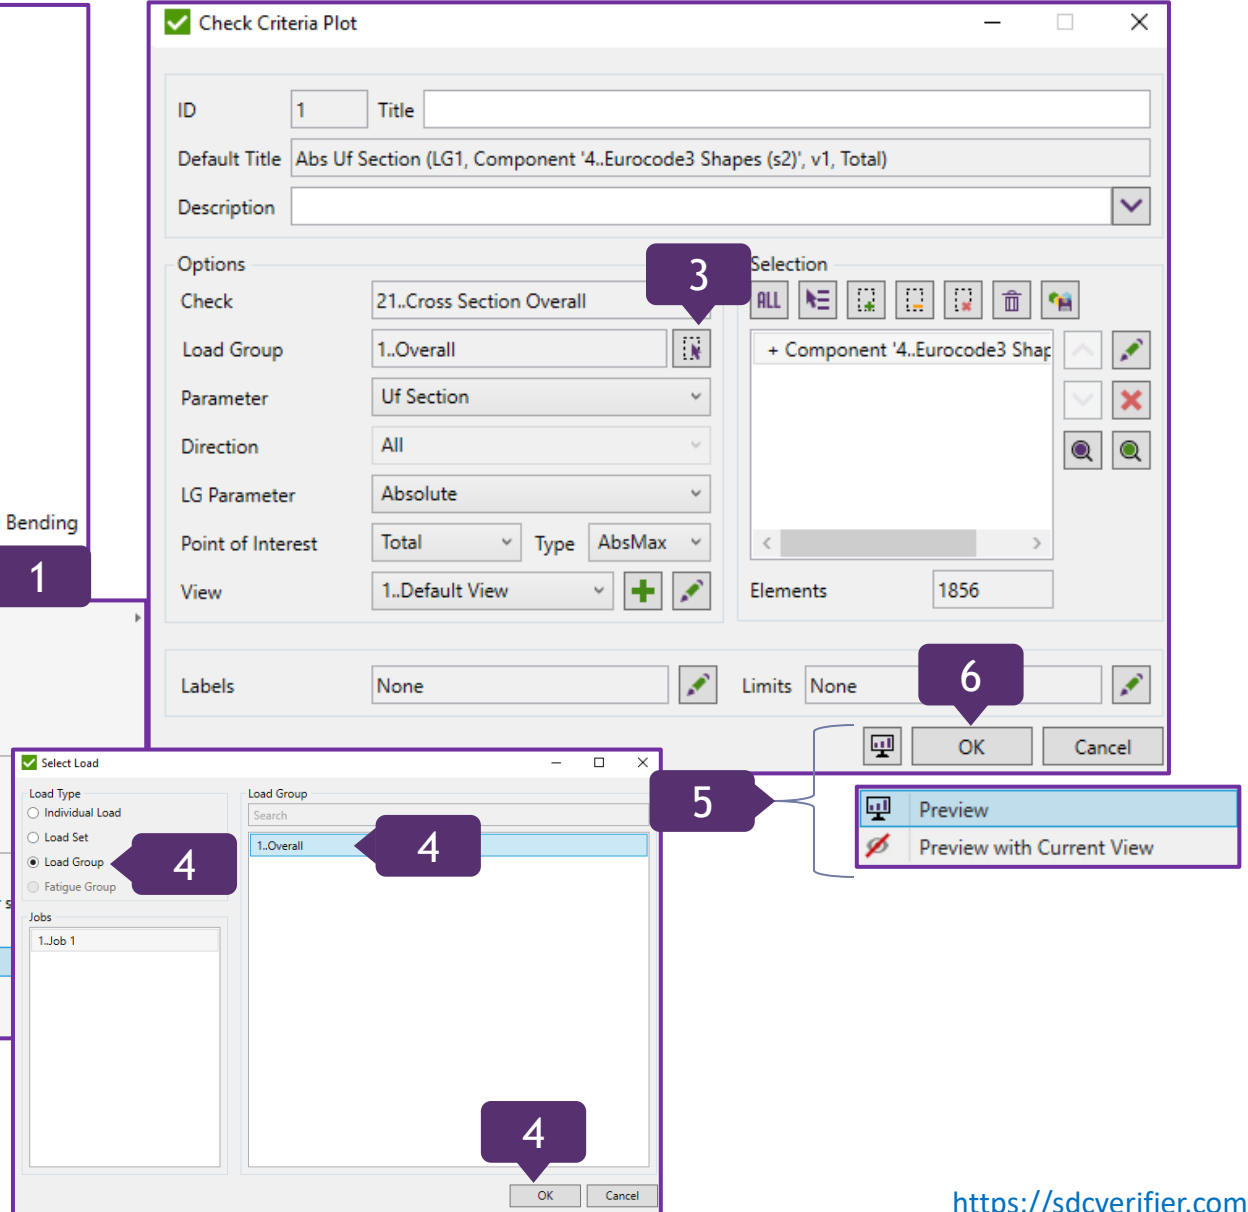 Check Criteria Plot
ID 1 Title
Default Title Abs Uf Section (LG1, Component '4..Eurocode3 Shapes (s2)', v1, Total)
Description
Options
3
Selection
Check 21..Cross Section Overall
ALL
Load Group 1..Overall
+ Component '4..Eurocode3 Shap
Parameter Uf Section
Direction All
LG Parameter Absolute
Bending
Point of Interest Total Type AbsMax
1
View 1..Default View
Elements 1856
Labels None
Limits None
6
OK Cancel
5
Preview
Preview with Current View
Select Load
Load Type
Individual Load
Load Set
Load Group
4
Fatigue Group
Load Group
Search
1..Overall
4
Jobs
1..Job 1
4
OK Cancel
https://sdcverifier.com